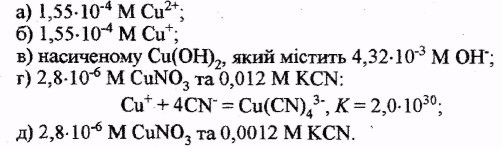 а) 1,55·10⁻⁴ М Cu²⁺;
б) 1,55·10⁻⁴ М Cu⁺;
в) насиченому Cu(OH)₂, який містить 4,32·10⁻³ М ОН⁻;
г) 2,8·10⁻⁶ М CuNO₃ та 0,012 М KCN:
Cu⁺ + 4CN⁻ = Cu(CN)₄³⁻, K = 2,0·10³⁰;
д) 2,8·10⁻⁶ М CuNO₃ та 0,0012 М KCN.